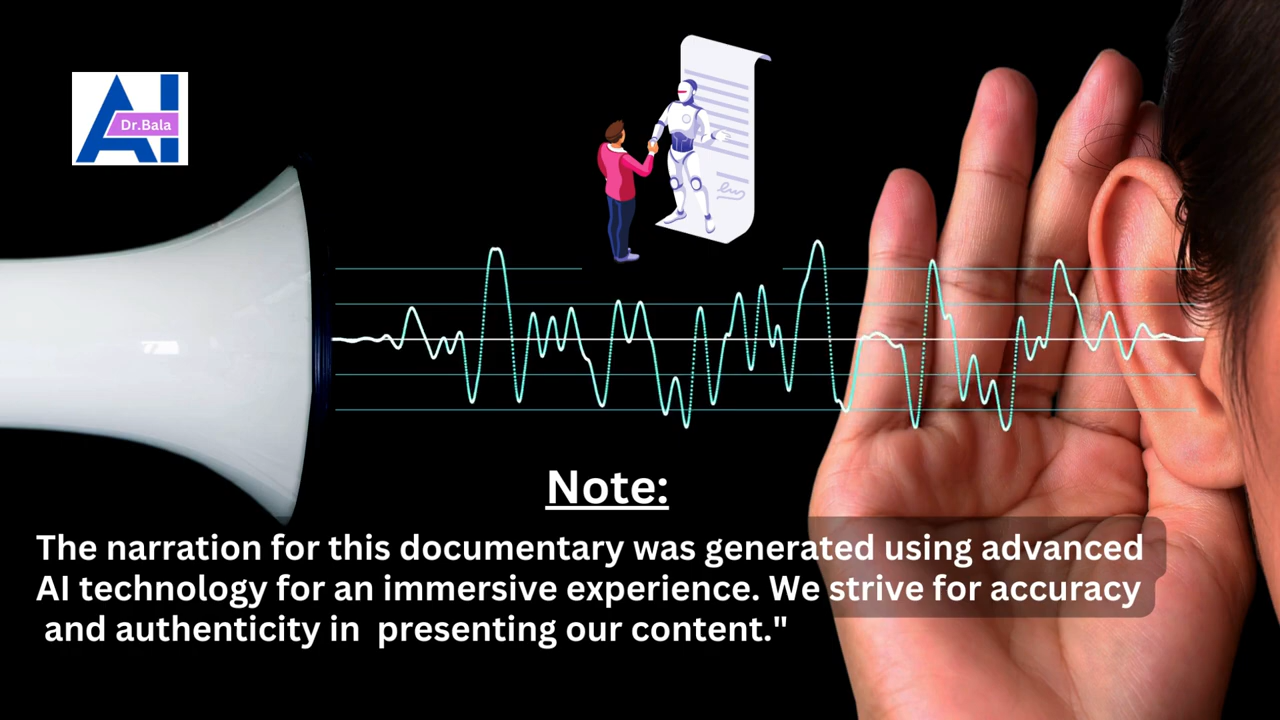 AI
Dr.Bala
Note:
The narration for this documentary was generated using advanced
AI technology for an immersive experience. We strive for accuracy
and authenticity in presenting our content."